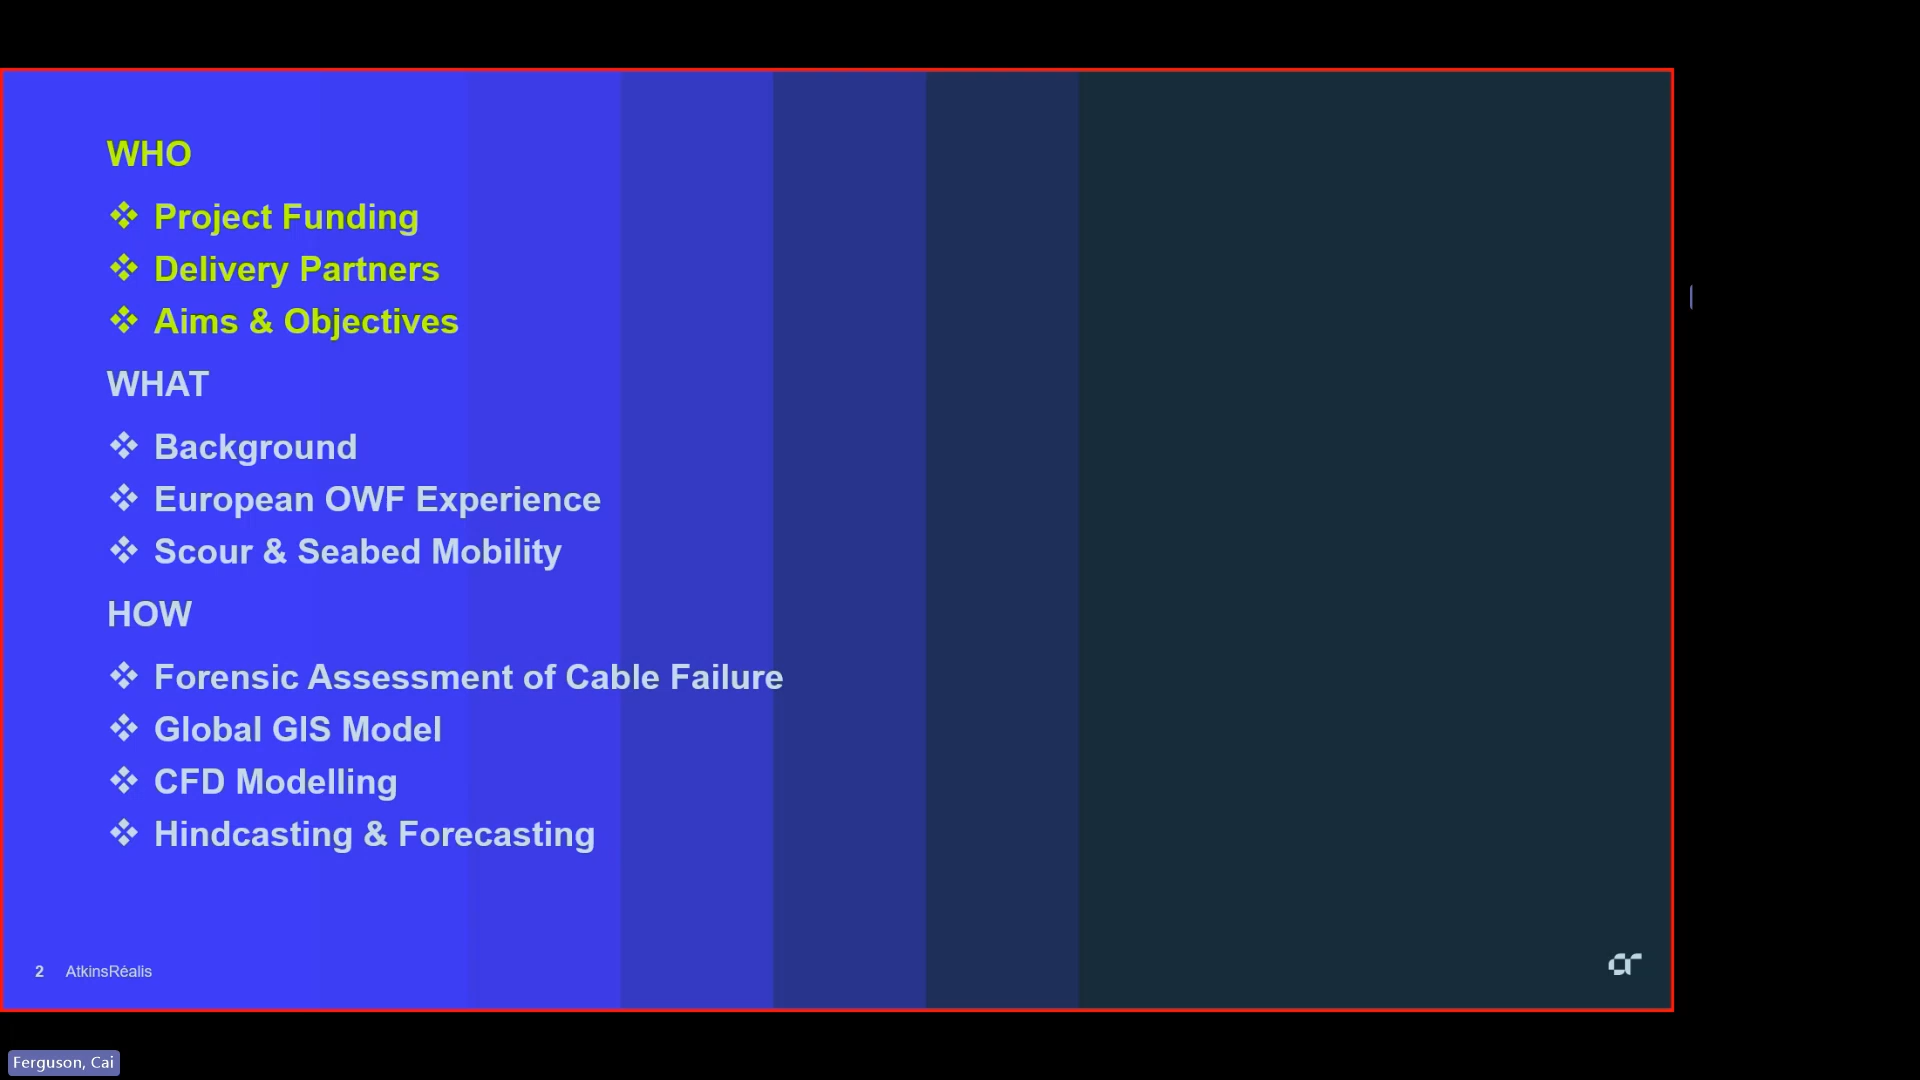 WHO
❖ Project Funding
❖ Delivery Partners
❖ Aims & Objectives
WHAT
❖ Background
❖ European OWF Experience
❖ Scour & Seabed Mobility
HOW
❖ Forensic Assessment of Cable Failure
❖ Global GIS Model
❖ CFD Modelling
❖ Hindcasting & Forecasting
2 AtkinsRéalis
Ferguson, Cai